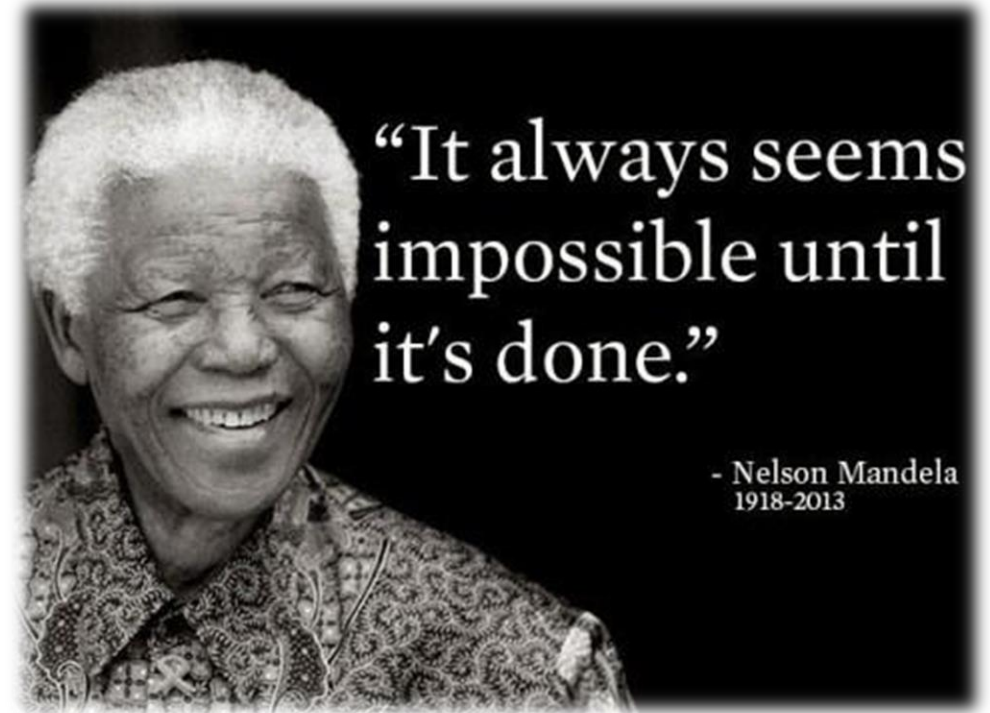 “It always seems
impossible until
it's done.”
- Nelson Mandela
1918-2013